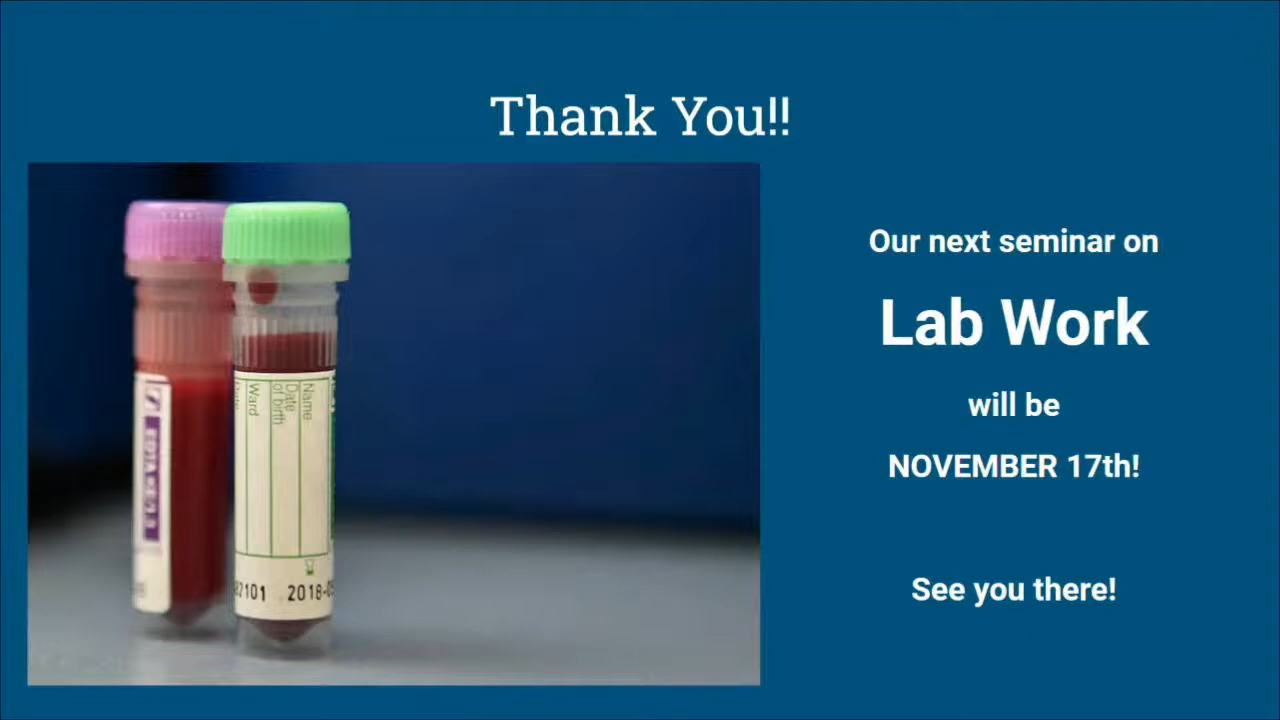 Thank You!!
Our next seminar on
Lab Work
will be
NOVEMBER 17th!
See you there!
Name
Date
of birth
Ward
2018-0